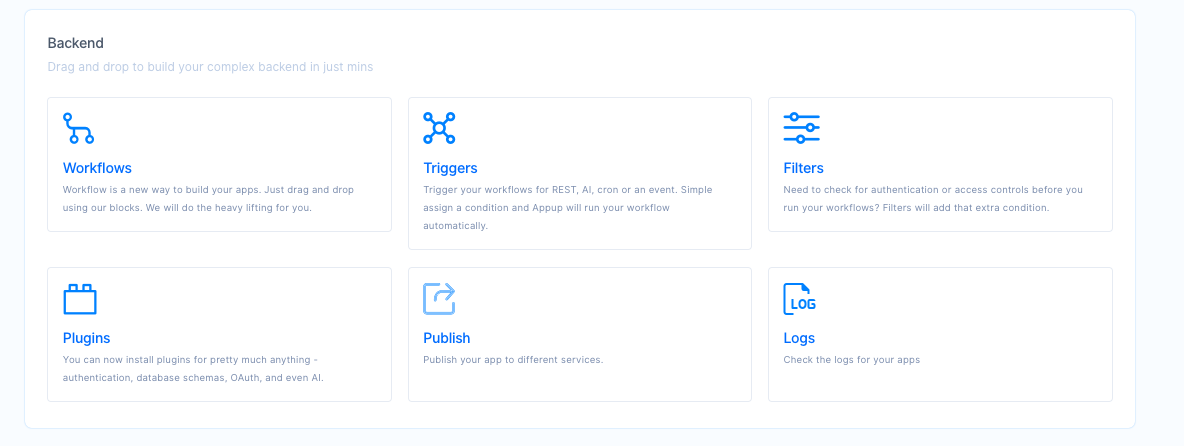 Backend
Drag and drop to build your complex backend in just mins
Workflows
Workflow is a new way to build your apps. Just drag and drop
using our blocks. We will do the heavy lifting for you.
Triggers
Trigger your workflows for REST, AI, cron or an event. Simple
assign a condition and Appup will run your workflow
automatically.
Filters
Need to check for authentication or access controls before you
run your workflows? Filters will add that extra condition.
Plugins
You can now install plugins for pretty much anything -
authentication, database schemas, OAuth, and even AI.
Publish
Publish your app to different services.
LOG
Logs
Check the logs for your apps